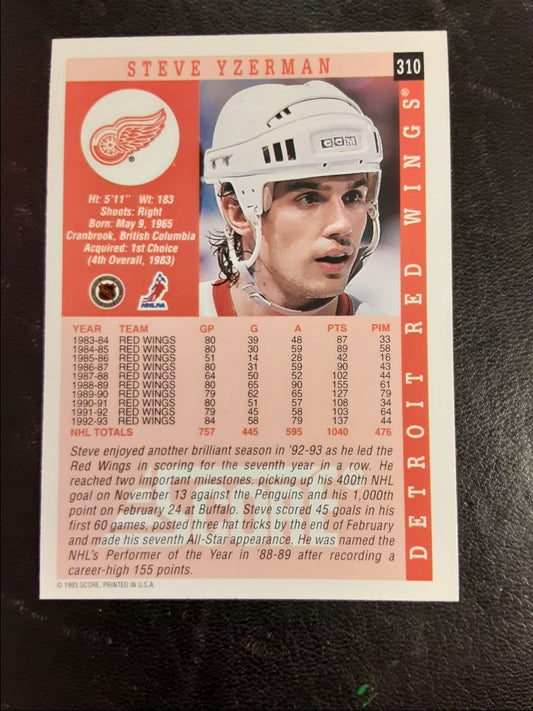 STEVE YZERMAN
310
DETROIT RED WINGS®
®
CCM
Ht: 5'11" Wt: 183
Shoots: Right
Born: May 9, 1965
Cranbrook, British Columbia
Acquired: 1st Choice
(4th Overall, 1983)
NHLPA
YEAR TEAM GP G A PTS PIM
1983-84 RED WINGS 80 39 48 87 33
1984-85 RED WINGS 80 30 59 89 58
1985-86 RED WINGS 51 14 28 42 16
1986-87 RED WINGS 80 31 59 90 43
1987-88 RED WINGS 64 50 52 102 44
1988-89 RED WINGS 80 65 90 155 61
1989-90 RED WINGS 79 62 65 127 79
1990-91 RED WINGS 80 51 57 108 34
1991-92 RED WINGS 79 45 58 103 64
1992-93 RED WINGS 84 58 79 137 44
NHL TOTALS 757 445 595 1040 476
Steve enjoyed another brilliant season in '92-93 as he led the
Red Wings in scoring for the seventh year in a row. He
reached two important milestones, picking up his 400th NHL
goal on November 13 against the Penguins and his 1,000th
point on February 24 at Buffalo. Steve scored 45 goals in his
first 60 games, posted three hat tricks by the end of February
and made his seventh All-Star appearance. He was named the
NHL's Performer of the Year in '88-89 after recording a
career-high 155 points.
© 1993 SCORE, PRINTED IN U.S.A.